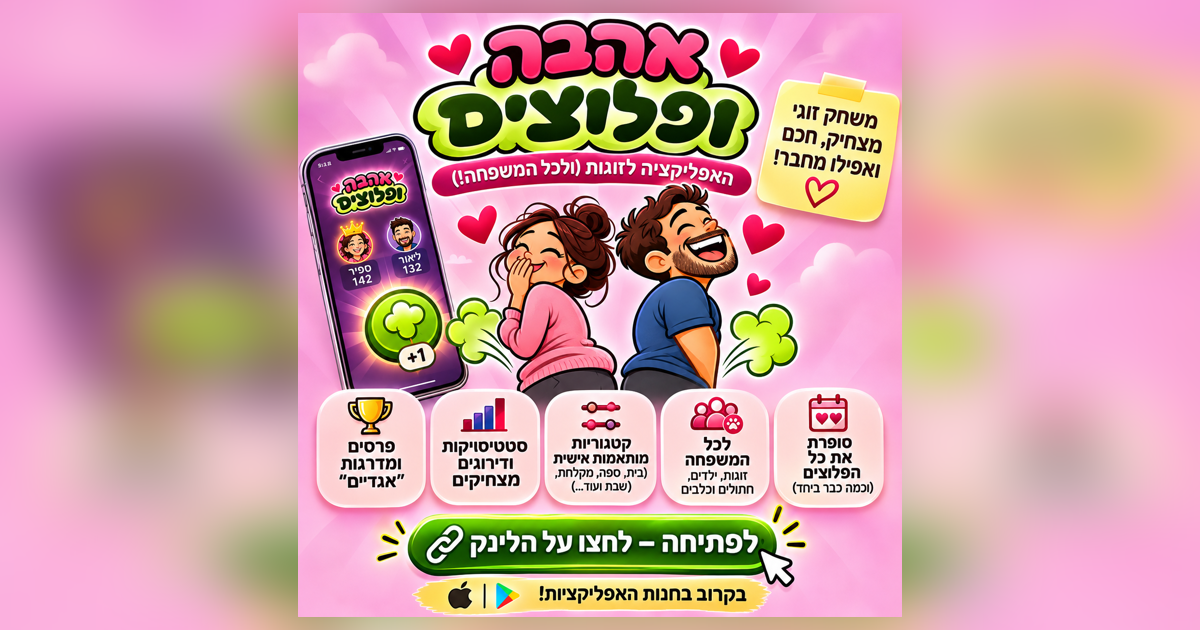 אהבה
ופלוצים
האפליקציה לזוגות (ולכל המשפחה!)
משחק זוגי
מצחיק, חכם
ואפילו מחבר!
אהבה
ופלוצים
ספיר
142
ליאור
132
+1
סופרת
את כל
הפלוצים
(וכמה כבר ביחד)
לכל
המשפחה
זוגות, ילדים,
חתולים וכלבים
קטגוריות
מותאמות אישית
(בית, ספה, מקלחת,
שבת ועוד...)
סטטיסויקות
ודירוגים
מצחיקים
פרסים
ומדרגות
"אגדיים"
לפתיחה – לחצו על הלינק
בקרוב בחנות האפליקציות!